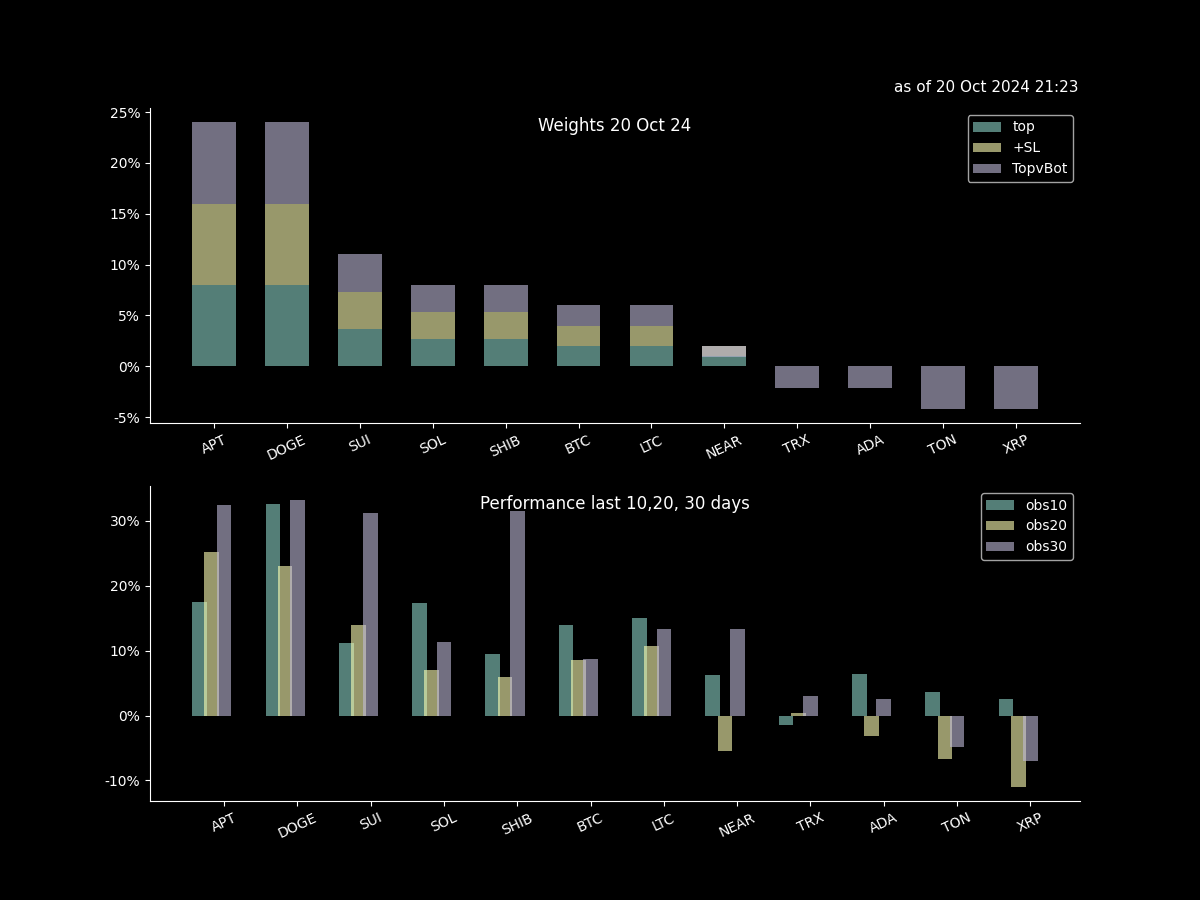 as of 20 Oct 2024 21:23
25%
Weights 20 Oct 24
top
+SL
TopvBot
20%
15%
10%
5%
0%
-5%
APT DOGE SUI SOL SHIB BTC LTC NEAR TRX ADA TON XRP
Performance last 10,20, 30 days
obs10
obs20
obs30
30%
20%
10%
0%
-10%
APT DOGE SUI SOL SHIB BTC LTC NEAR TRX ADA TON XRP